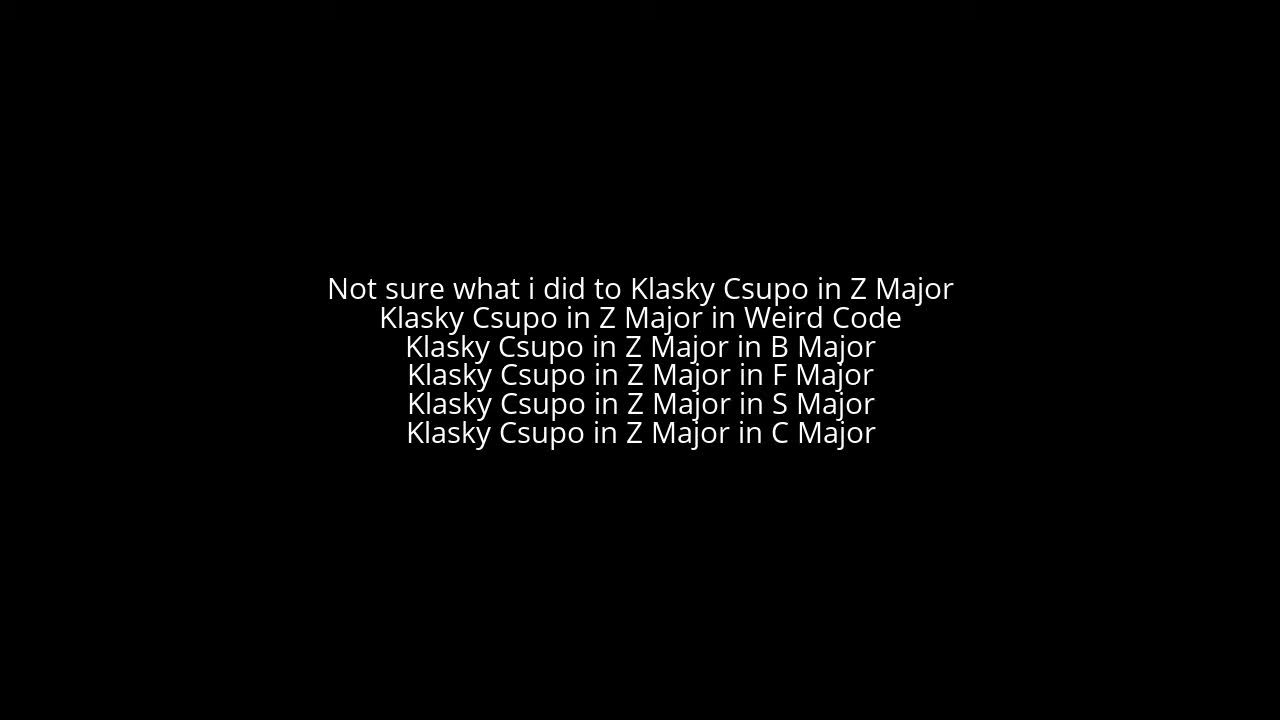 Not sure what i did to Klasky Csupo in Z Major
Klasky Csupo in Z Major in Weird Code
Klasky Csupo in Z Major in B Major
Klasky Csupo in Z Major in F Major
Klasky Csupo in Z Major in S Major
Klasky Csupo in Z Major in C Major